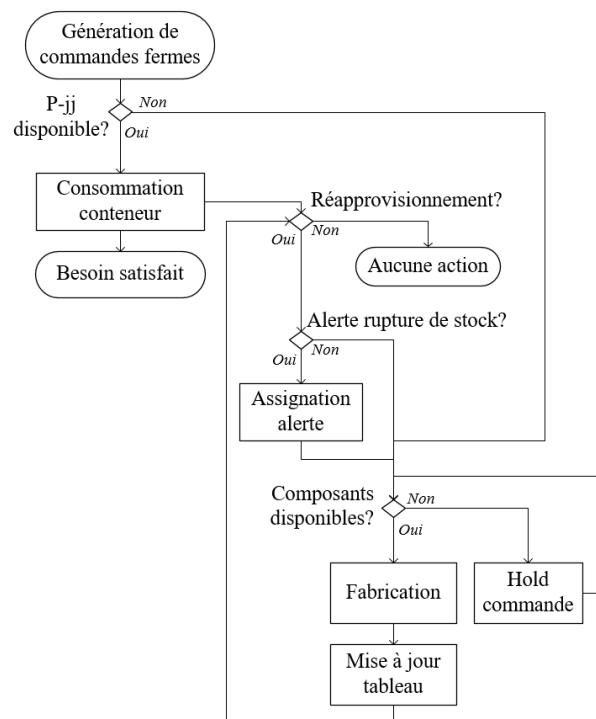 Génération de
commandes fermes
P-jj
disponible?
Non
Oui
Consommation
conteneur
Réapprovisionnement?
Oui
Non
Besoin satisfait
Aucune action
Alerte rupture de stock?
Oui
Non
Assignation
alerte
Composants
disponibles?
Non
Oui
Fabrication
Hold
commande
Mise à jour
tableau